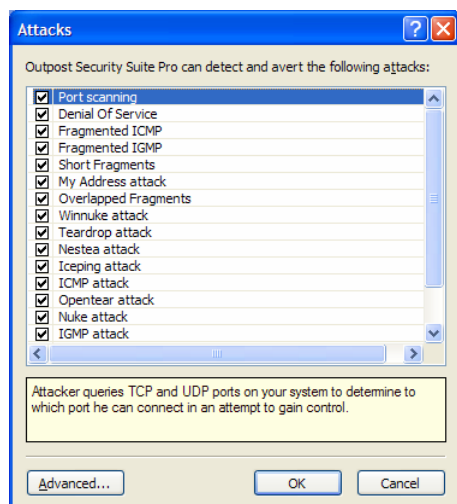 Attacks
Outpost Security Suite Pro can detect and avert the following attacks:
Port scanning
Denial Of Service
Fragmented ICMP
Fragmented IGMP
Short Fragments
My Address attack
Overlapped Fragments
Winnuke attack
Teardrop attack
Nestea attack
Iceping attack
ICMP attack
Opentear attack
Nuke attack
IGMP attack
Attacker queries TCP and UDP ports on your system to determine to
which port he can connect in an attempt to gain control.
Advanced... OK Cancel